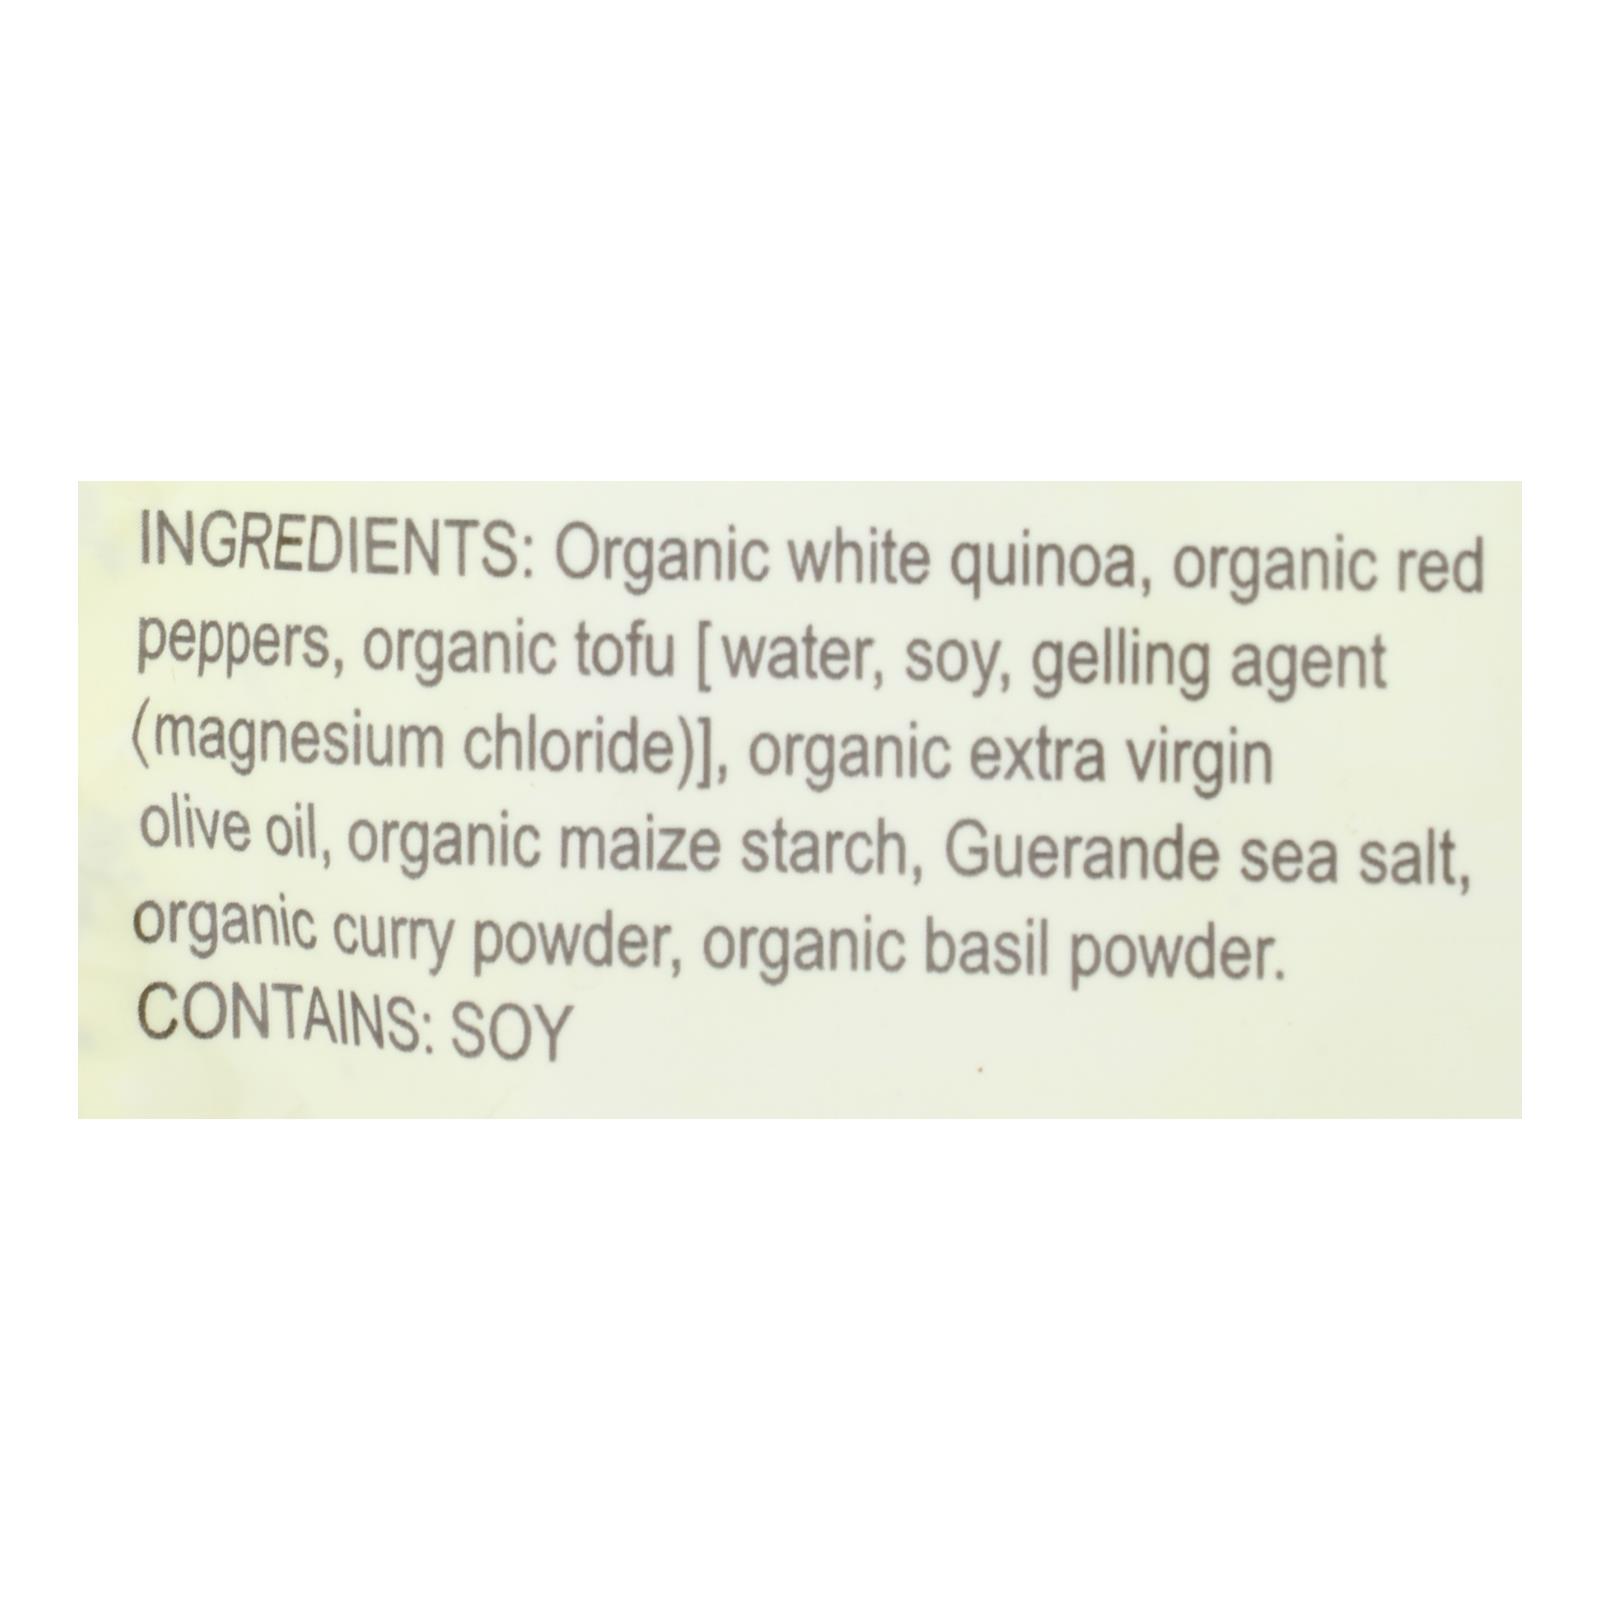 INGREDIENTS: Organic white quinoa, organic red
peppers, organic tofu [water, soy, gelling agent
(magnesium chloride)], organic extra virgin
olive oil, organic maize starch, Guerande sea salt,
organic curry powder, organic basil powder.
CONTAINS: SOY